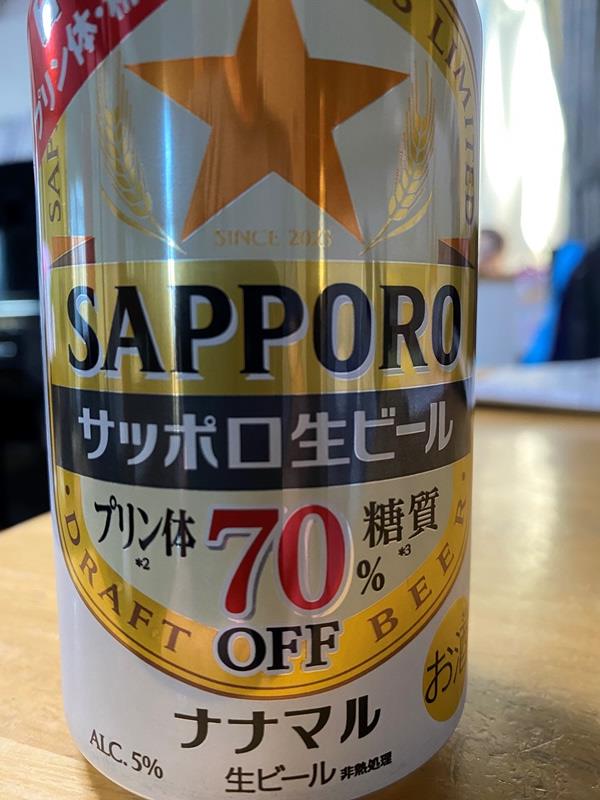 プリン体・糖
SAP
S LIMITED
SINCE 2023
SAPPORO
サッポロ生ビール
プリン体*2 70% 糖質*3
OFF
・DRAFT BEER・
お酒
ナナマル
ALC.5%
生ビール 非熱処理